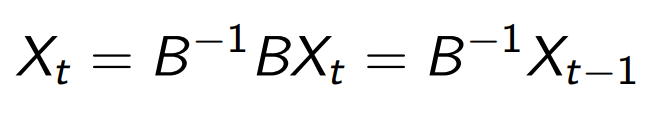 X_t = B^{-1}BX_t = B^{-1}X_{t-1}